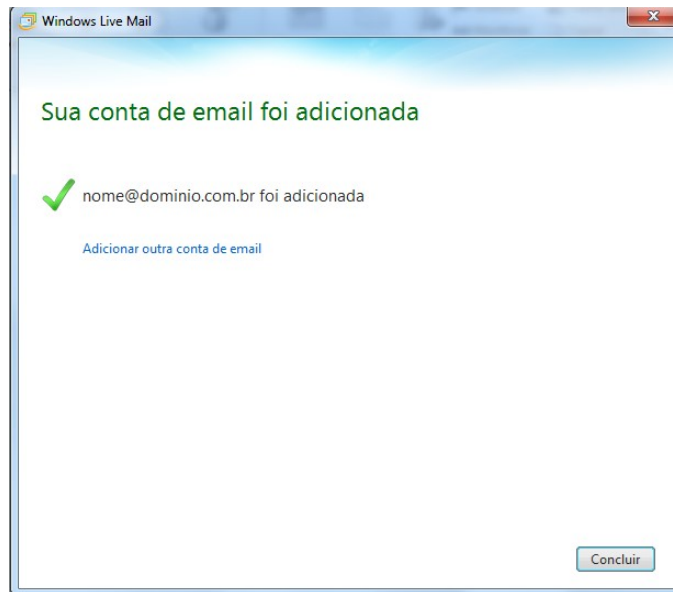 Windows Live Mail
Sua conta de email foi adicionada
nome@dominio.com.br foi adicionada
Adicionar outra conta de email
Concluir